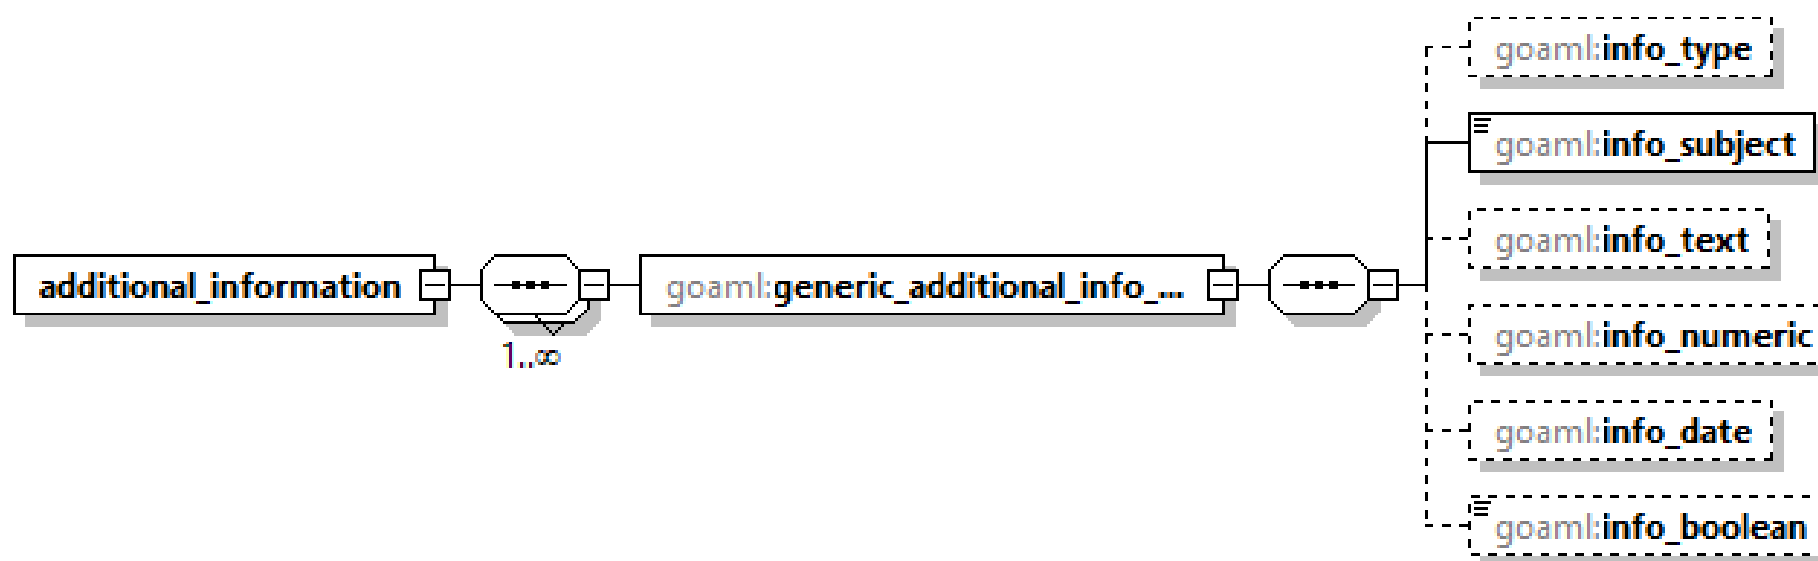 goaml:info_type
goaml:info_subject
goaml:info_text
additional_information
goaml:generic_additional_info_...
1..∞
goaml:info_numeric
goaml:info_date
goaml:info_boolean